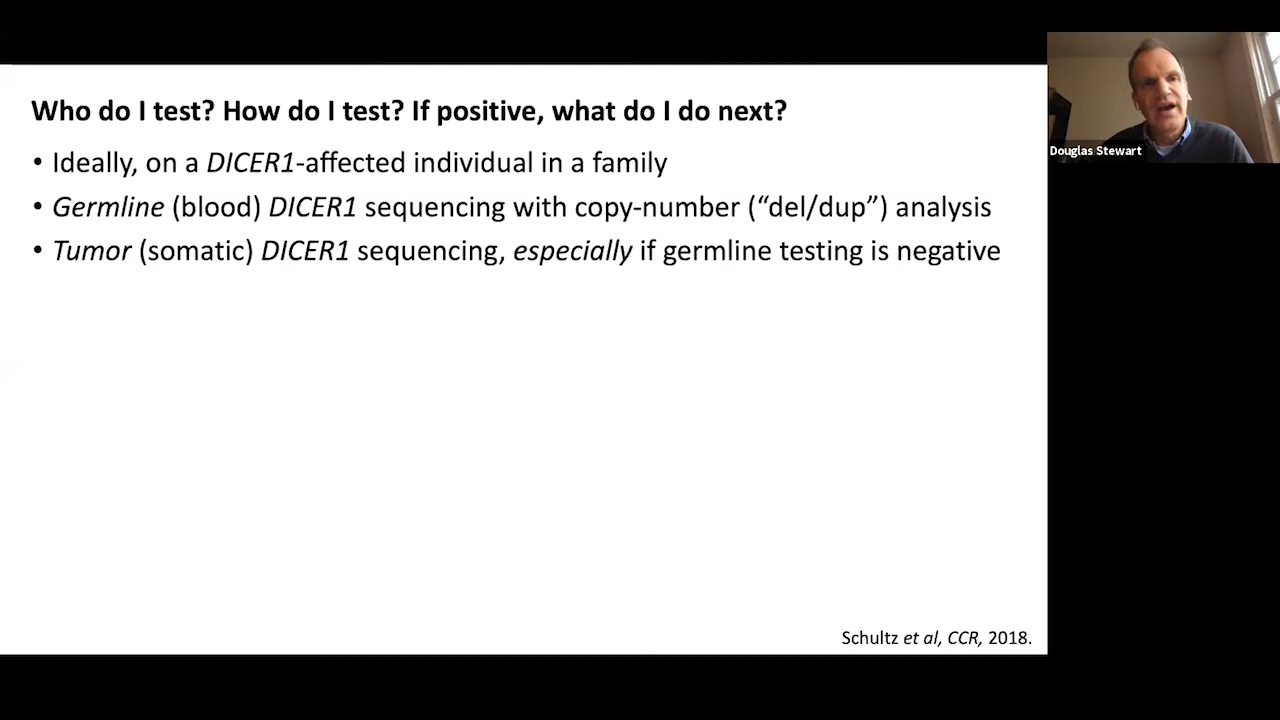 Who do I test? How do I test? If positive, what do I do next?
• Ideally, on a DICER1-affected individual in a family
• Germline (blood) DICER1 sequencing with copy-number (“del/dup”) analysis
• Tumor (somatic) DICER1 sequencing, especially if germline testing is negative
Schultz et al, CCR, 2018.
Douglas Stewart